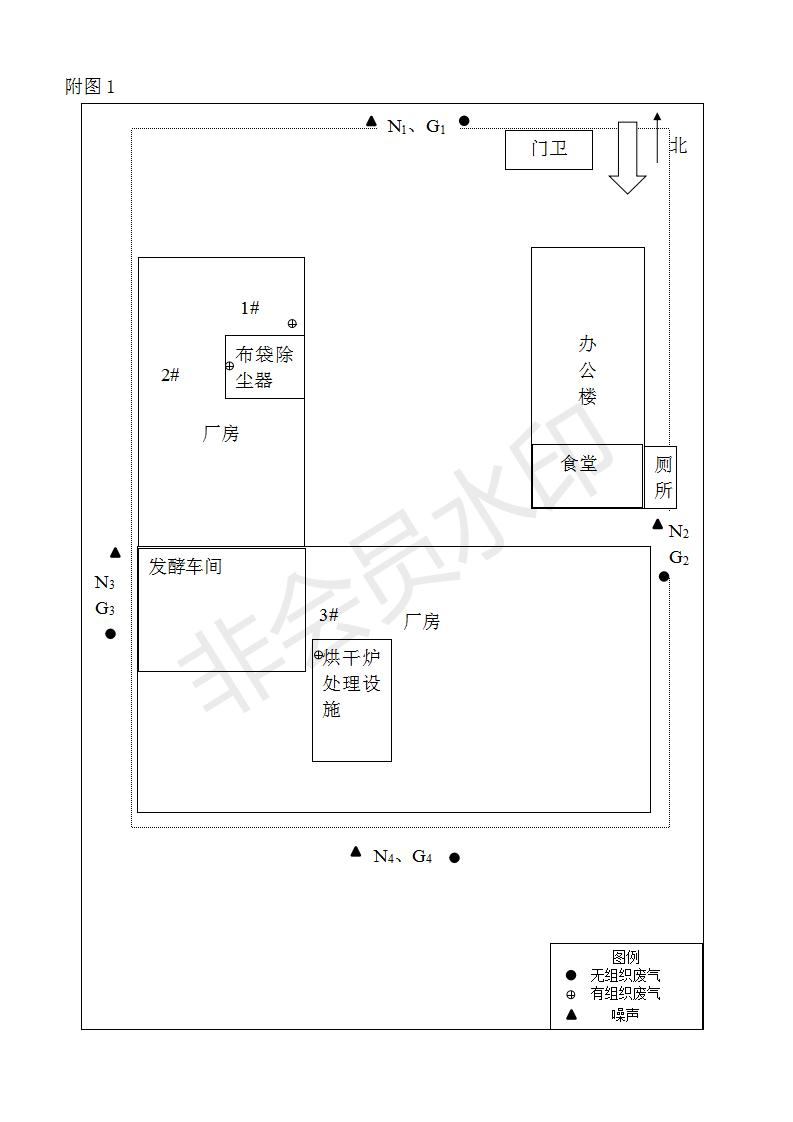 附图 1
N1、G1
门卫
北
1#
布袋除
尘器
2#
厂房
办
公
楼
食堂
厕
所
N2
G2
发酵车间
N3
G3
3#
厂房
烘干炉
处理设
施
N4、G4
图例
无组织废气
有组织废气
噪声
非会员水印